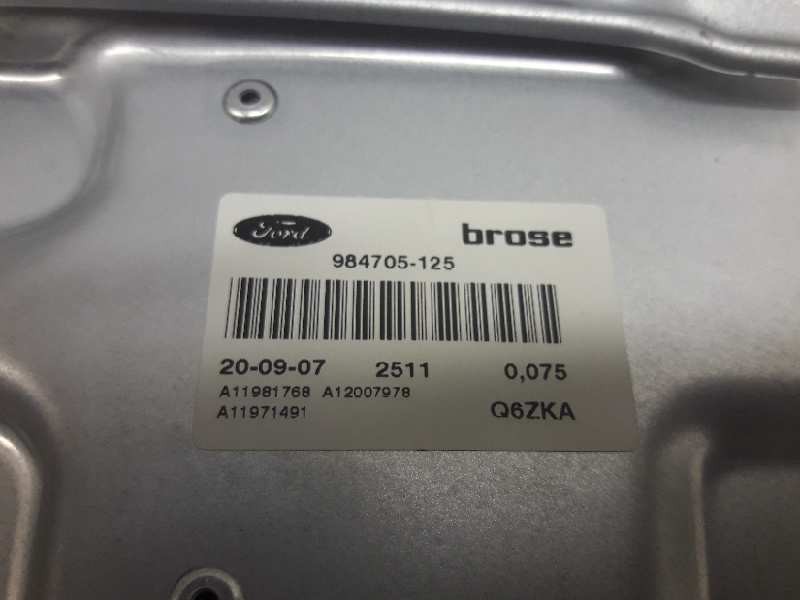 Ford brose
984705-125
20-09-07 2511 0,075
A11981768 A12007978
A11971491 Q6ZKA